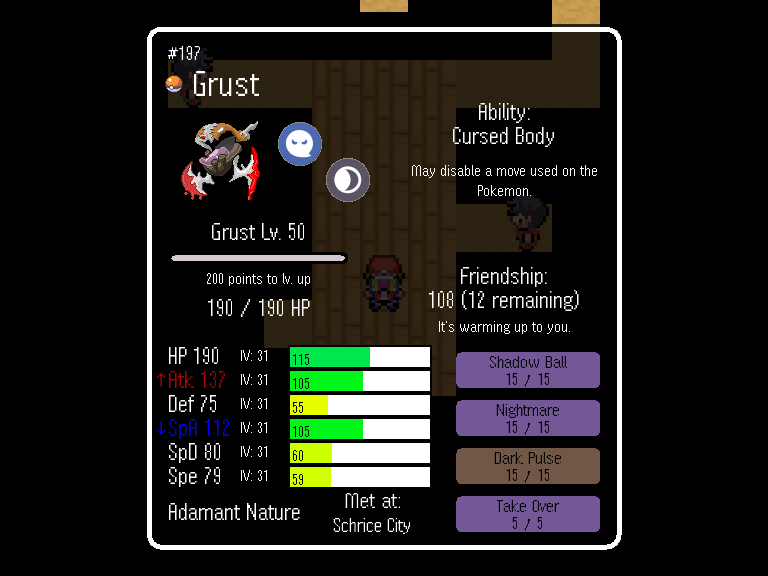 #197
Grust
Ability:
Cursed Body
May disable a move used on the
Pokemon.
Grust Lv. 50
200 points to lv. up
190 / 190 HP
Friendship:
108 (12 remaining)
It's warming up to you.
HP 190 IV: 31 115
↑Atk 137 IV: 31 105
Def 75 IV: 31 55
↓SpA 112 IV: 31 105
SpD 80 IV: 31 60
Spe 79 IV: 31 59
Shadow Ball
15 / 15
Nightmare
15 / 15
Dark Pulse
15 / 15
Take Over
5 / 5
Adamant Nature
Met at:
Schrice City